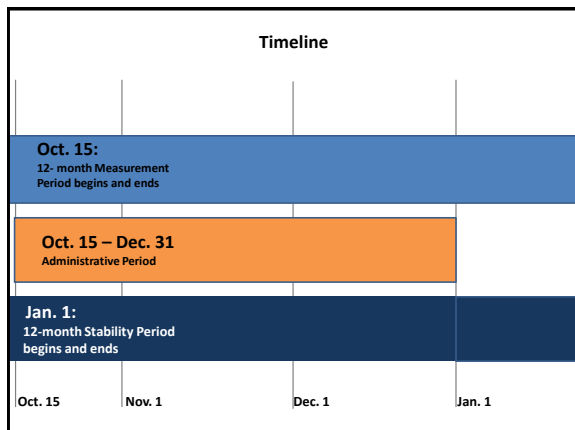 Timeline
Oct. 15:
12- month Measurement
Period begins and ends
Oct. 15 – Dec. 31
Administrative Period
Jan. 1:
12-month Stability Period
begins and ends
Oct. 15
Nov. 1
Dec. 1
Jan. 1